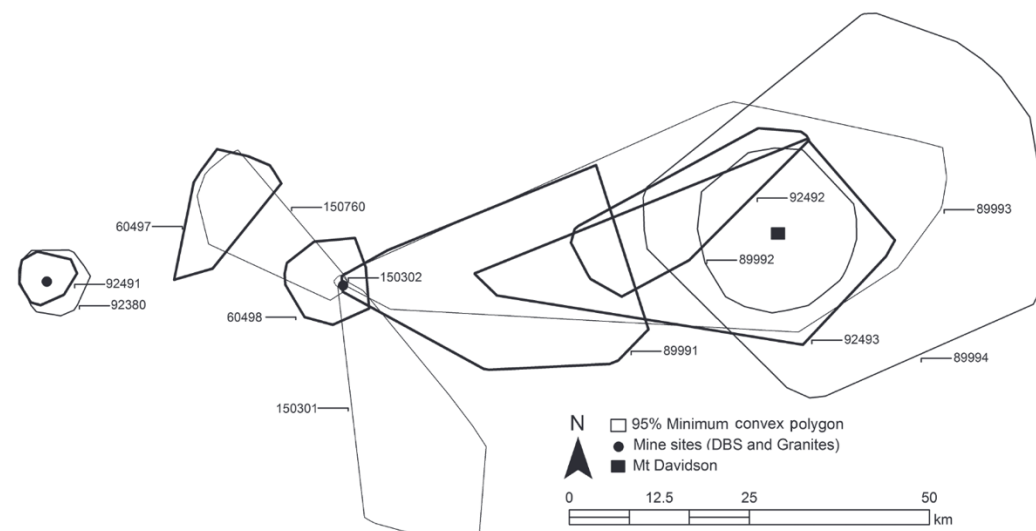 92492
150760
89993
60497
89992
150302
92491
92380
60498
92493
89991
89994
150301
N
95% Minimum convex polygon
Mine sites (DBS and Granites)
Mt Davidson
0 12.5 25 50
km